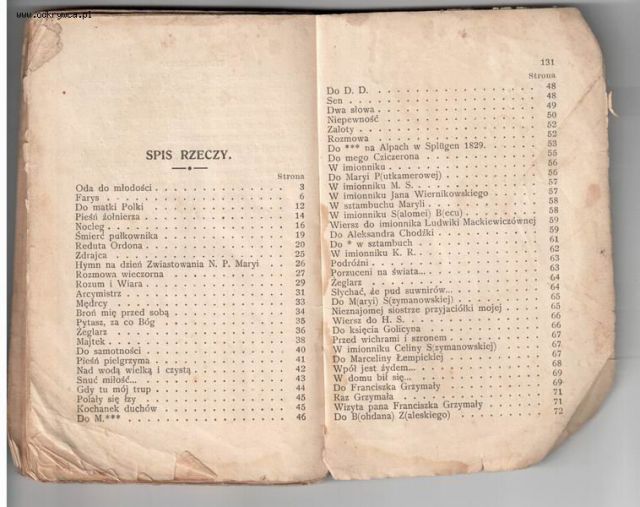 www.odkrywca.pl
SPIS RZECZY.
Strona
Oda do młodości . . . . . . . . . . . . 3
Farys . . . . . . . . . . . . 6
Do matki Polki . . . . . . . . . . . . 12
Pieśń żołnierza . . . . . . . . . . . . 14
Nocleg . . . . . . . . . . . . 16
Śmierć pułkownika . . . . . . . . . . . . 19
Reduta Ordona . . . . . . . . . . . . 20
Zdrajca . . . . . . . . . . . . 25
Hymn na dzień Zwiastowania N. P. Maryi . . 26
Rozmowa wieczorna . . . . . . . . . . . . 27
Rozum i Wiara . . . . . . . . . . . . 29
Arcymistrz . . . . . . . . . . . . 31
Mędrcy . . . . . . . . . . . . 33
Broń mię przed sobą . . . . . . . . . . . . 34
Pytasz, za co Bóg . . . . . . . . . . . . 35
Żeglarz . . . . . . . . . . . . 36
Majtek . . . . . . . . . . . . 38
Do samotności . . . . . . . . . . . . 40
Pieśń pielgrzyma . . . . . . . . . . . . 41
Nad wodą wielką i czystą . . . . . . . . . . 42
Snuć miłość... . . . . . . . . . . . . 43
Gdy tu mój trup . . . . . . . . . . . . 44
Polały się łzy . . . . . . . . . . . . 45
Kochanek duchów . . . . . . . . . . . . 45
Do M.*** . . . . . . . . . . . . 46
131
Strona
Do D. D. . . . . . . . . . . . . 48
Sen . . . . . . . . . . . . 48
Dwa słowa . . . . . . . . . . . . 49
Niepewność . . . . . . . . . . . . 50
Zaloty . . . . . . . . . . . . 52
Rozmowa . . . . . . . . . . . . 52
Do *** na Alpach w Splügen 1829. . . . . . 53
Do mego Cziczerona . . . . . . . . . . . . 55
W imionniku . . . . . . . . . . . . 56
Do Maryi P(utkamerowej) . . . . . . . . . . 56
W imionniku M. S. . . . . . . . . . . . 57
W imionniku Jana Wiernikowskiego . . . . . . 57
W sztambuchu Maryli . . . . . . . . . . . . 58
W imionniku S(alomei) B(ecu) . . . . . . . . 58
Wiersz do imionnika Ludwiki Mackiewiczównej 59
Do Aleksandra Chodźki . . . . . . . . . . . . 59
Do * w sztambuch . . . . . . . . . . . . 61
W imionniku K. R. . . . . . . . . . . . 62
Podróżni . . . . . . . . . . . . 63
Porzuceni na świata... . . . . . . . . . . . . 63
Żeglarz . . . . . . . . . . . . 64
Słychać, że pud suwnirów... . . . . . . . . 64
Do M(aryi) S(zymanowskiej) . . . . . . . . 65
Nieznajomej siostrze przyjaciółki mojej . . . . 65
Wiersz do H. S. . . . . . . . . . . . 66
Do księcia Golicyna . . . . . . . . . . . . 66
Przed wichrami i szronem . . . . . . . . . . 66
W imionniku Celiny S(zymanowskiej) . . . . . . 67
Do Marceliny Łempickiej . . . . . . . . . . 67
Wpół jest żydem... . . . . . . . . . . . . 68
W domu bił się... . . . . . . . . . . . . 69
Do Franciszka Grzymały . . . . . . . . . . 69
Raz Grzymała . . . . . . . . . . . . 71
Wizyta pana Franciszka Grzymały . . . . . . 71
Do B(ohdana) Z(aleskiego) . . . . . . . . . . 72